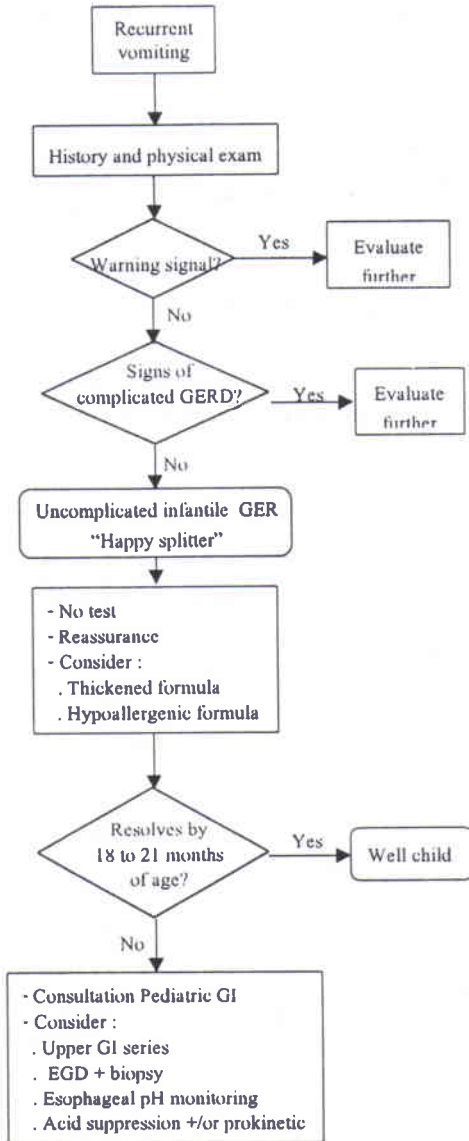 Recurrent
vomiting
History and physical exam
Warning signal?
Yes
Evaluate
further
No
Signs of
complicated GERD?
Yes
Evaluate
further
No
Uncomplicated infantile GER
“Happy splitter”
- No test
- Reassurance
- Consider :
. Thickened formula
. Hypoallergenic formula
Resolves by
18 to 21 months
of age?
Yes
Well child
No
- Consultation Pediatric GI
- Consider :
. Upper GI series
. EGD + biopsy
. Esophageal pH monitoring
. Acid suppression +/or prokinetic